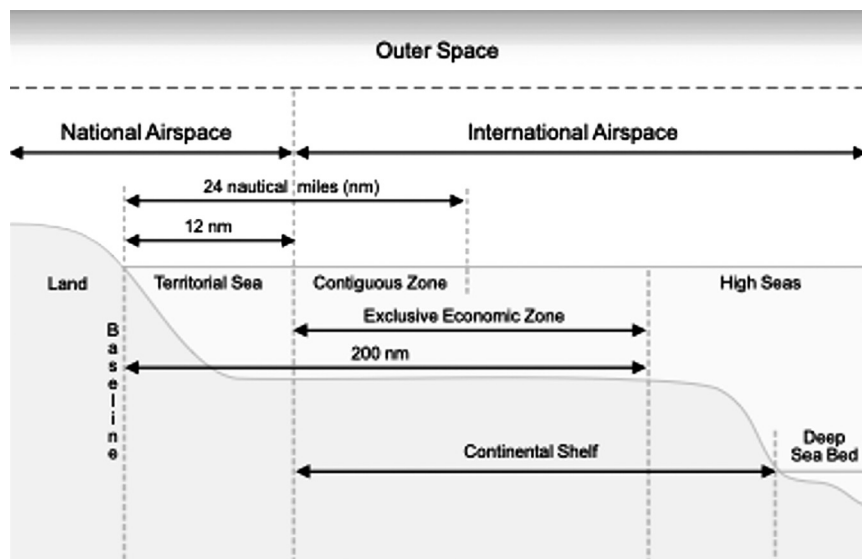 Outer Space
National Airspace
International Airspace
24 nautical miles (nm)
12 nm
Land
Territorial Sea
Contiguous Zone
High Seas
Exclusive Economic Zone
200 nm
Baseline
Continental Shelf
Deep
Sea Bed